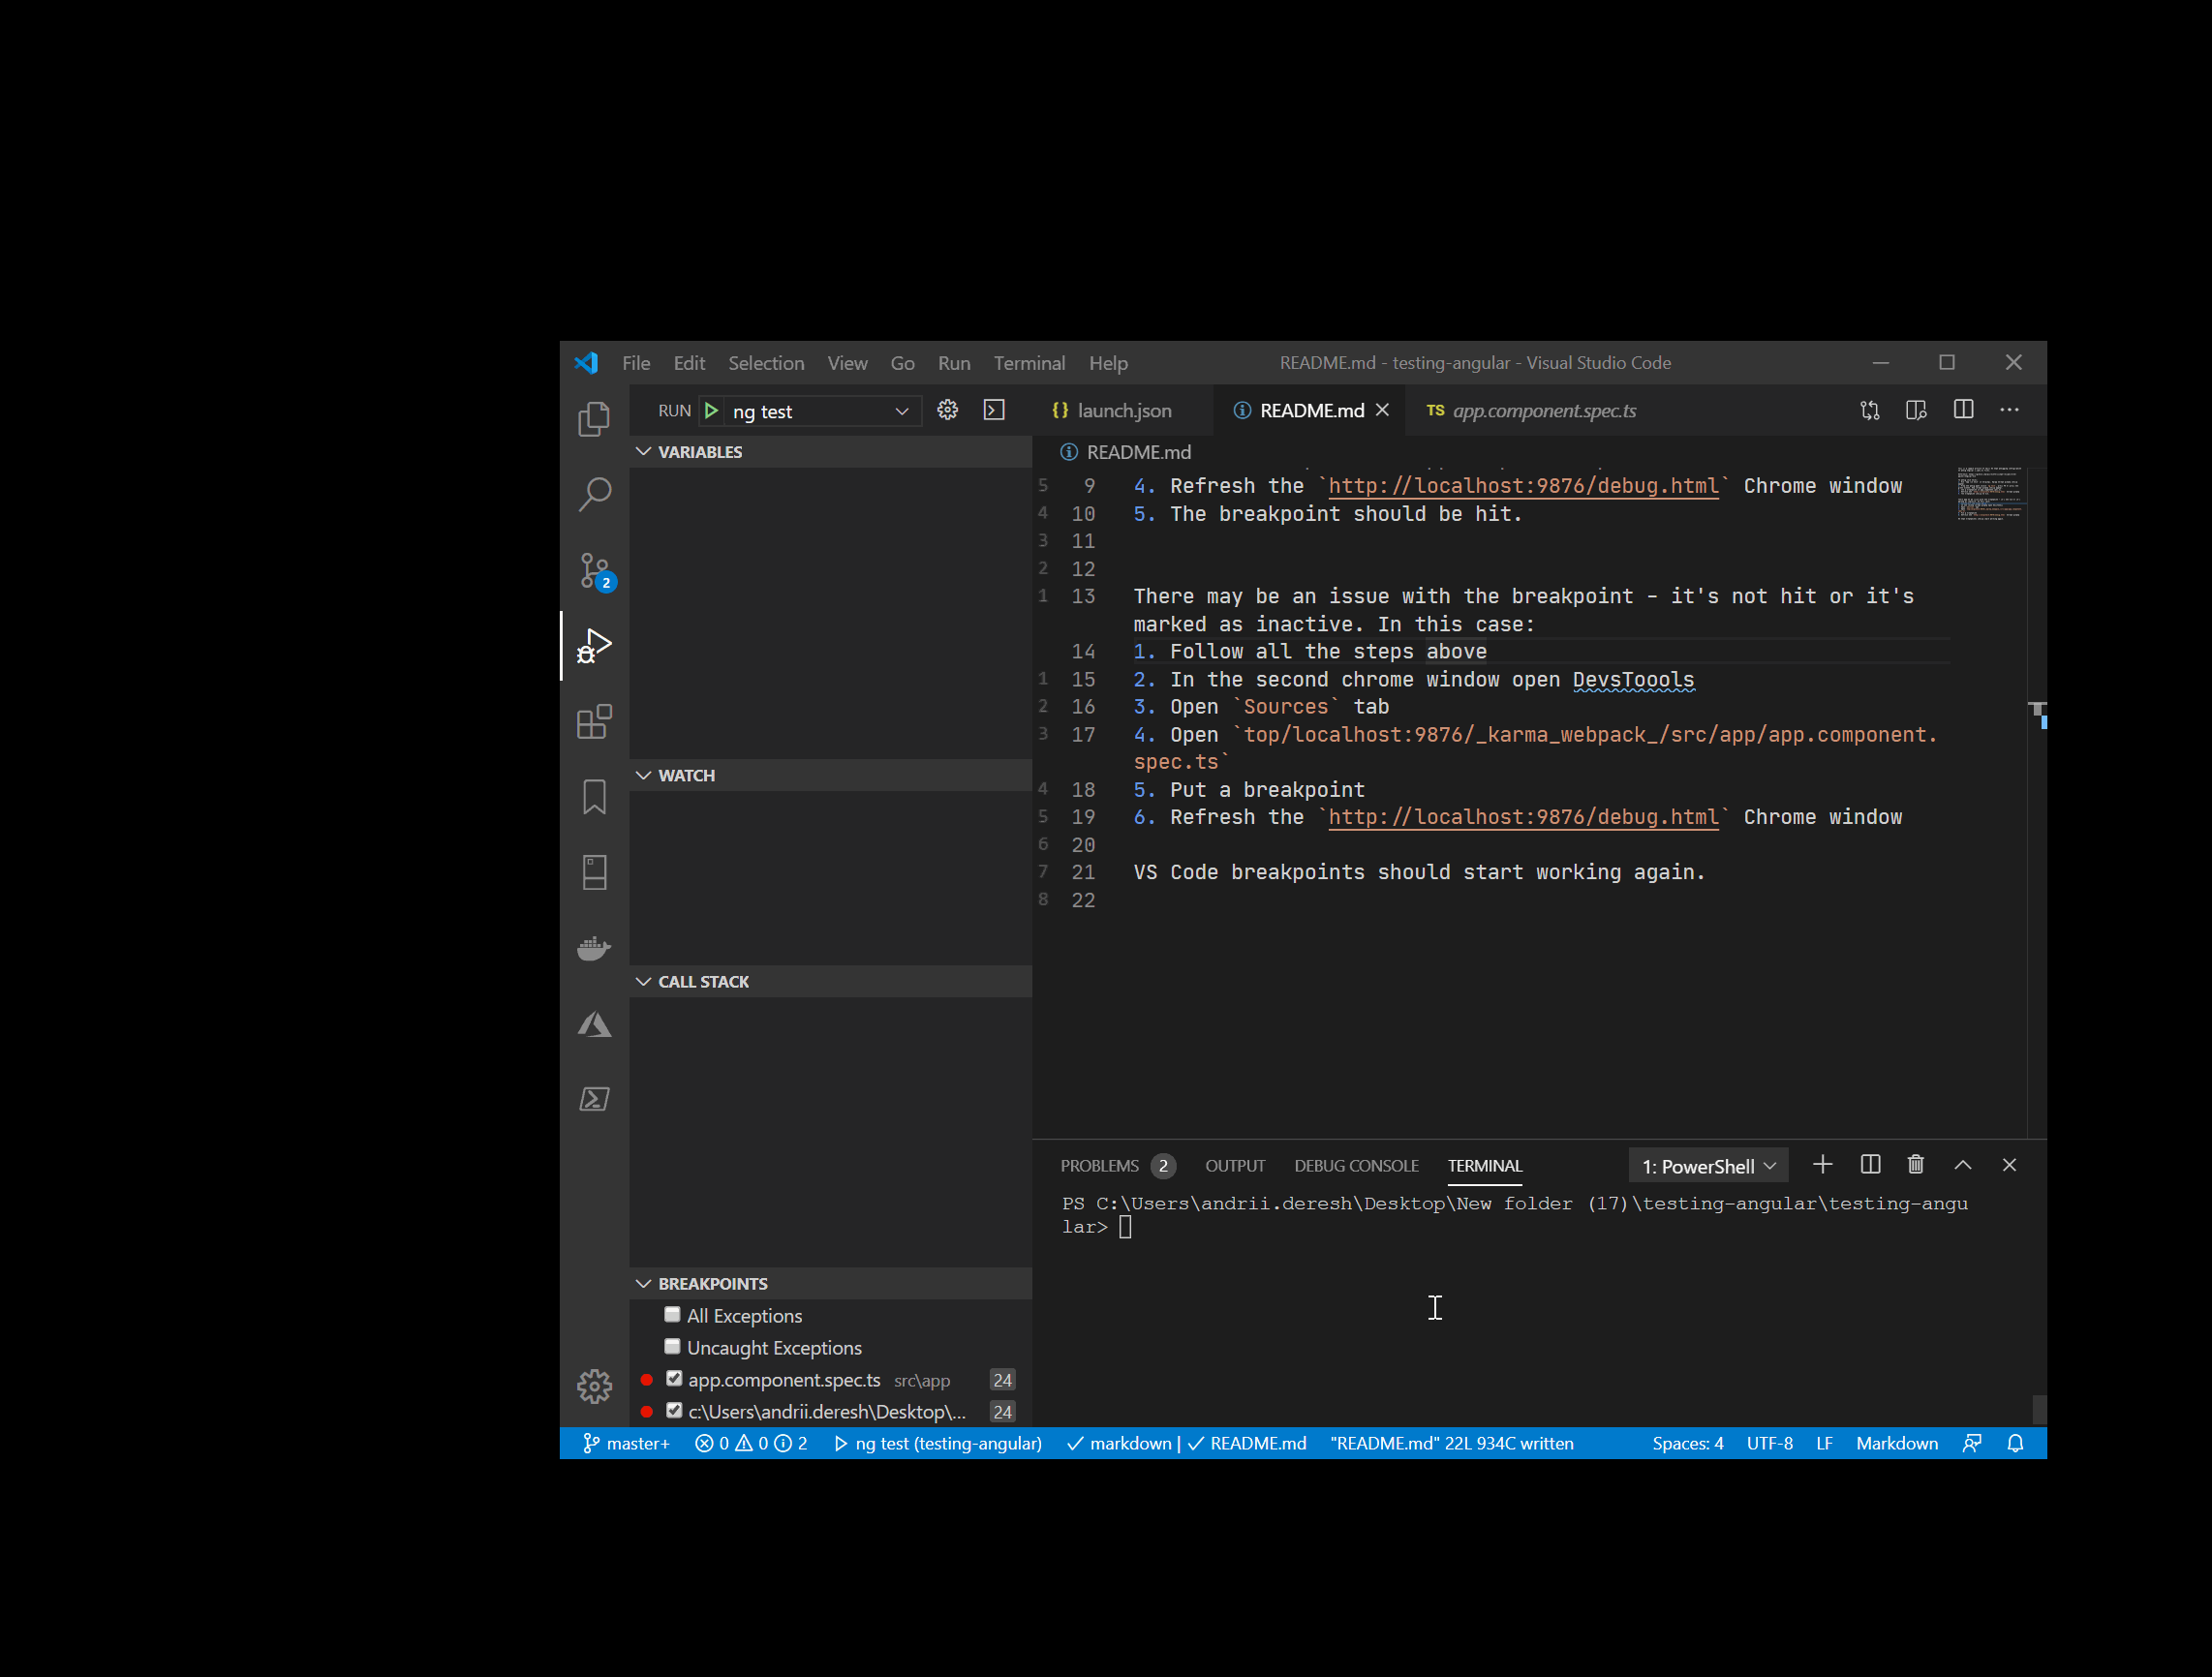 File Edit Selection View Go Run Terminal Help README.md - testing-angular - Visual Studio Code
RUN ng test
{} launch.json README.md TS app.component.spec.ts
README.md
VARIABLES
WATCH
CALL STACK
BREAKPOINTS
All Exceptions
Uncaught Exceptions
app.component.spec.ts src\app 24
c:\Users\andrii.deresh\Desktop\... 24
2
5 9 4. Refresh the `http://localhost:9876/debug.html` Chrome window
4 10 5. The breakpoint should be hit.
3 11
2 12
1 13 There may be an issue with the breakpoint - it's not hit or it's
marked as inactive. In this case:
14 1. Follow all the steps above
1 15 2. In the second chrome window open DevsToools
2 16 3. Open `Sources` tab
3 17 4. Open `top/localhost:9876/_karma_webpack_/src/app/app.component.
spec.ts`
4 18 5. Put a breakpoint
5 19 6. Refresh the `http://localhost:9876/debug.html` Chrome window
6 20
7 21 VS Code breakpoints should start working again.
8 22
PROBLEMS 2 OUTPUT DEBUG CONSOLE TERMINAL 1: PowerShell
PS C:\Users\andrii.deresh\Desktop\New folder (17)\testing-angular\testing-angu
lar>
master+ 0 0 2 ng test (testing-angular) markdown | README.md "README.md" 22L 934C written Spaces: 4 UTF-8 LF Markdown